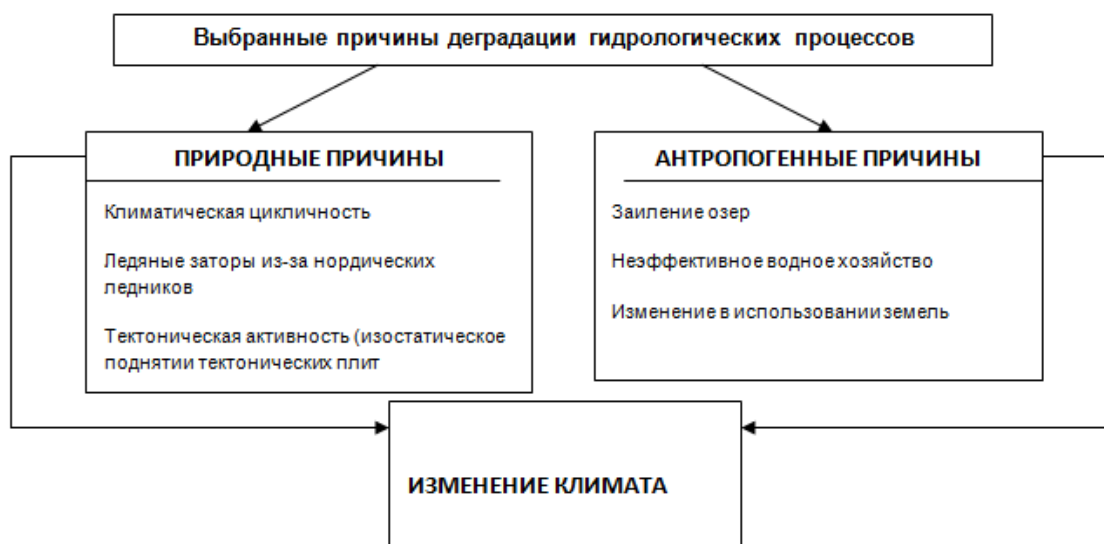 Выбранные причины деградации гидрологических процессов
ПРИРОДНЫЕ ПРИЧИНЫ
Климатическая цикличность
Ледяные заторы из-за нордических
ледников
Тектоническая активность (изостатическое
поднятии тектонических плит
АНТРОПОГЕННЫЕ ПРИЧИНЫ
Заиление озер
Неэффективное водное хозяйство
Изменение в использовании земель
ИЗМЕНЕНИЕ КЛИМАТА